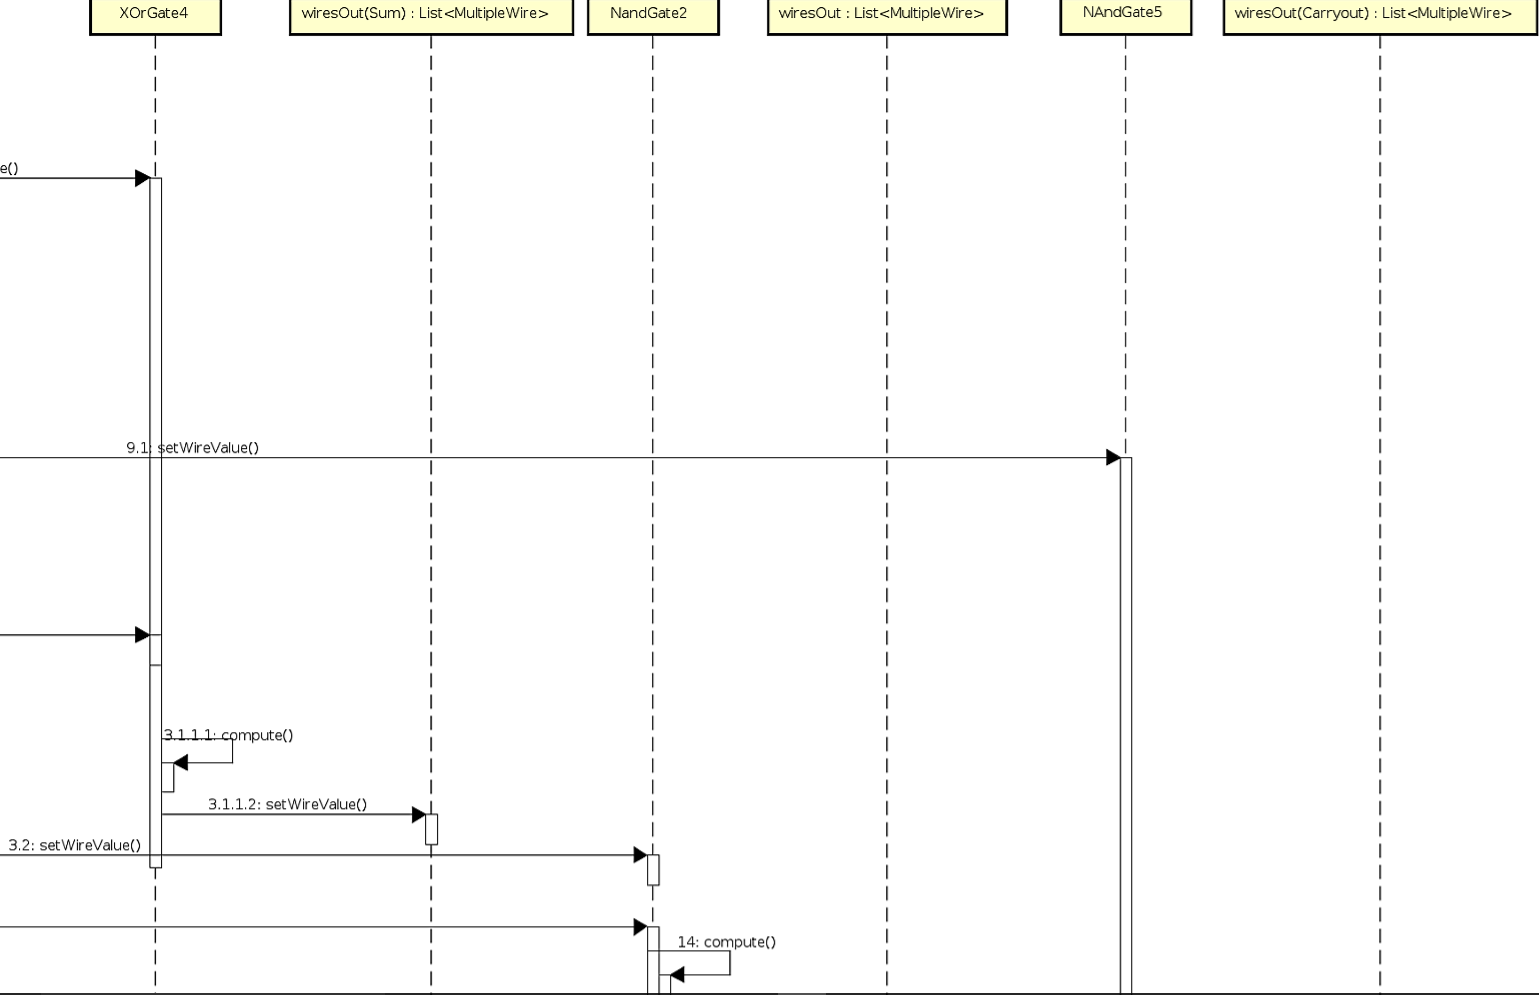 XOrGate4
wiresOut(Sum) : List<MultipleWire>
NandGate2
wiresOut : List<MultipleWire>
NAndGate5
wiresOut(Carryout) : List<MultipleWire>
e()
9.1: setWireValue()
3.1.1.1: compute()
3.1.1.2: setWireValue()
3.2: setWireValue()
14: compute()